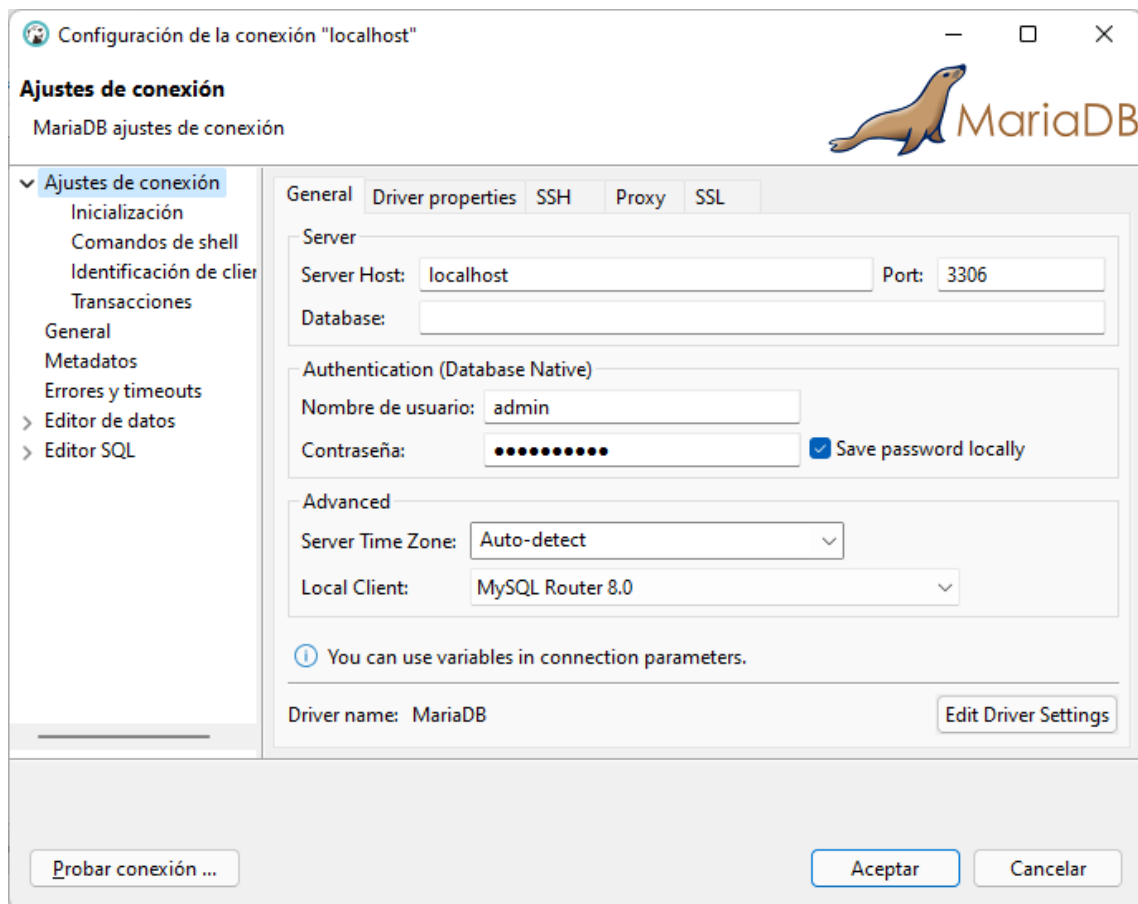 Configuración de la conexión "localhost"
Ajustes de conexión
MariaDB ajustes de conexión
MariaDB
Ajustes de conexión
Inicialización
Comandos de shell
Identificación de clier
Transacciones
General
Metadatos
Errores y timeouts
Editor de datos
Editor SQL
General Driver properties SSH Proxy SSL
Server
Server Host: localhost Port: 3306
Database:
Authentication (Database Native)
Nombre de usuario: admin
Contraseña: •••••••••• Save password locally
Advanced
Server Time Zone: Auto-detect
Local Client: MySQL Router 8.0
You can use variables in connection parameters.
Driver name: MariaDB Edit Driver Settings
Probar conexión ... Aceptar Cancelar